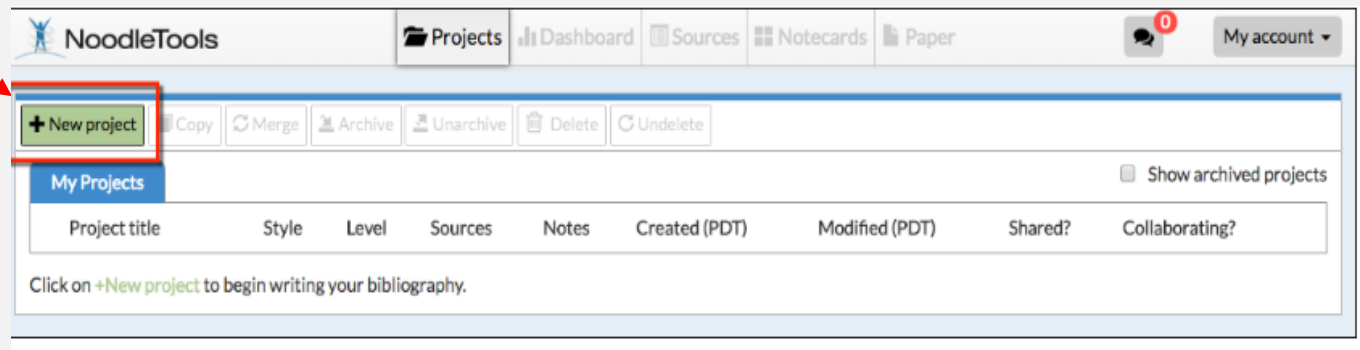 NoodleTools Projects Dashboard Sources Notecards Paper 0 My account
+ New project Copy Merge Archive Unarchive Delete Undelete
My Projects Show archived projects
Project title Style Level Sources Notes Created (PDT) Modified (PDT) Shared? Collaborating?
Click on +New project to begin writing your bibliography.